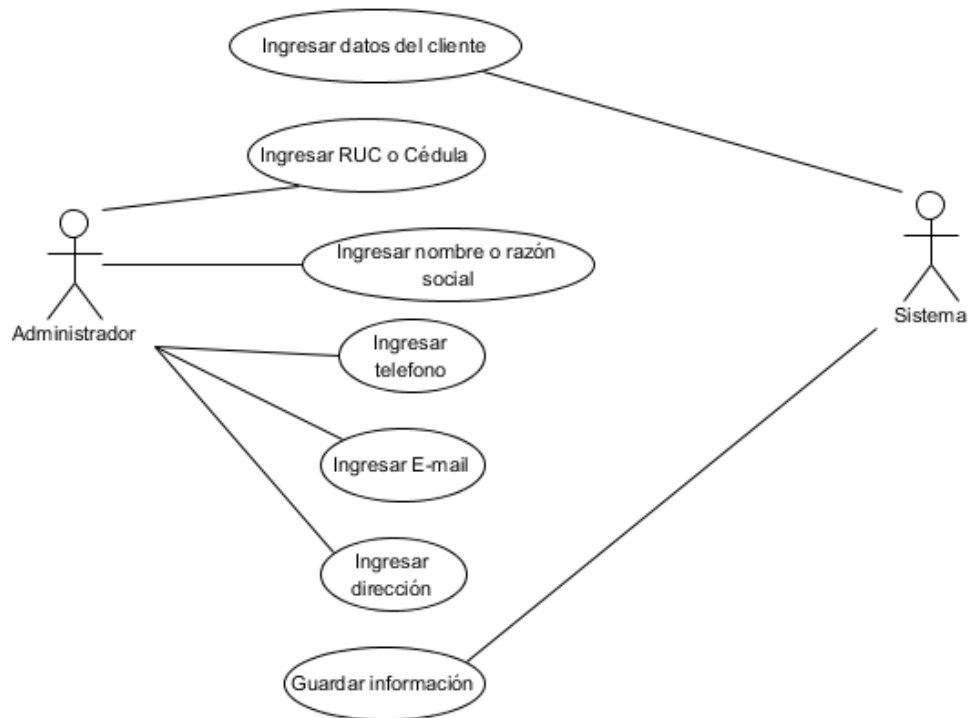 Ingresar datos del cliente
Ingresar RUC o Cédula
Ingresar nombre o razón
social
Administrador
Sistema
Ingresar
telefono
Ingresar E-mail
Ingresar
dirección
Guardar información